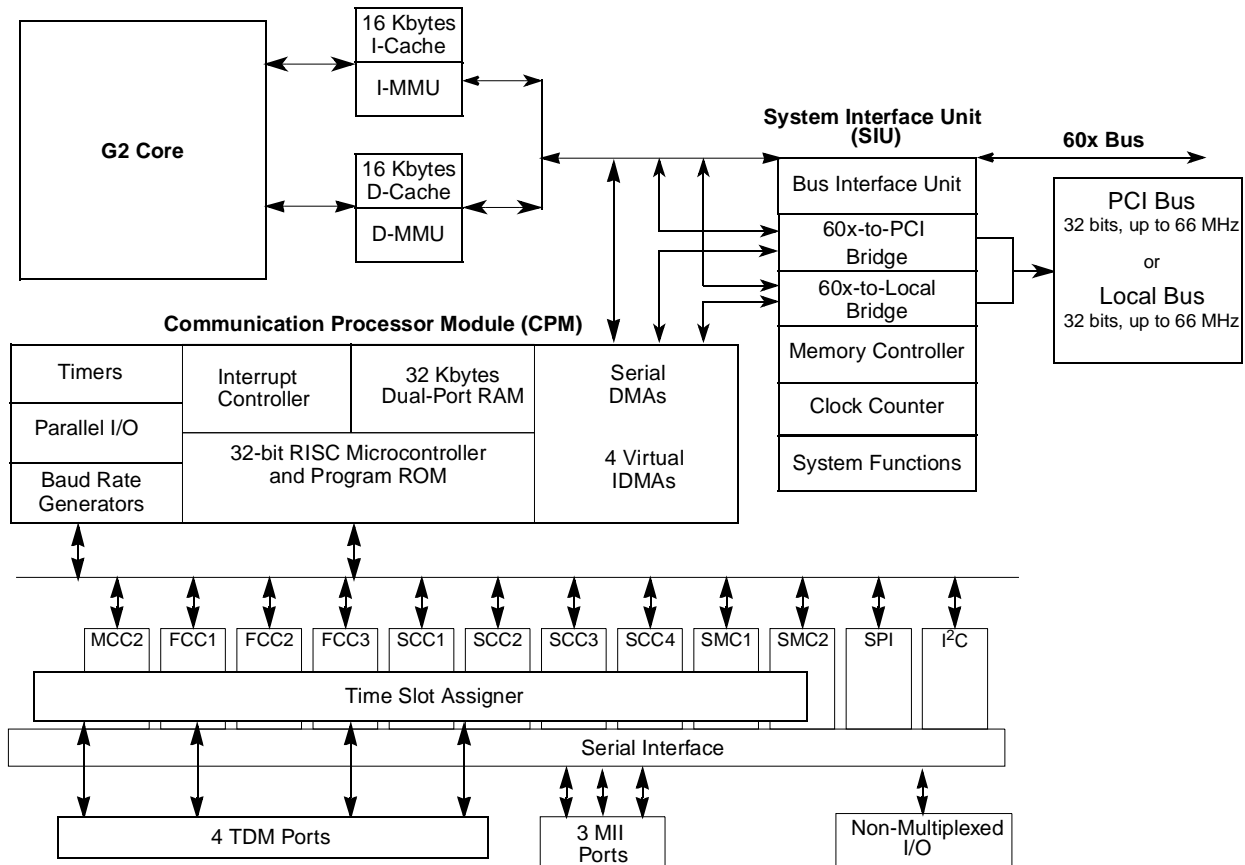 16 Kbytes
I-Cache
I-MMU
G2 Core
16 Kbytes
D-Cache
D-MMU
System Interface Unit
(SIU)
60x Bus
Bus Interface Unit
60x-to-PCI
Bridge
60x-to-Local
Bridge
Memory Controller
Clock Counter
System Functions
PCI Bus
32 bits, up to 66 MHz
or
Local Bus
32 bits, up to 66 MHz
Communication Processor Module (CPM)
Timers
Parallel I/O
Baud Rate
Generators
Interrupt
Controller
32 Kbytes
Dual-Port RAM
32-bit RISC Microcontroller
and Program ROM
Serial
DMAs
4 Virtual
IDMAs
MCC2
FCC1
FCC2
FCC3
SCC1
SCC2
SCC3
SCC4
SMC1
SMC2
SPI
I²C
Time Slot Assigner
Serial Interface
4 TDM Ports
3 MII
Ports
Non-Multiplexed
I/O